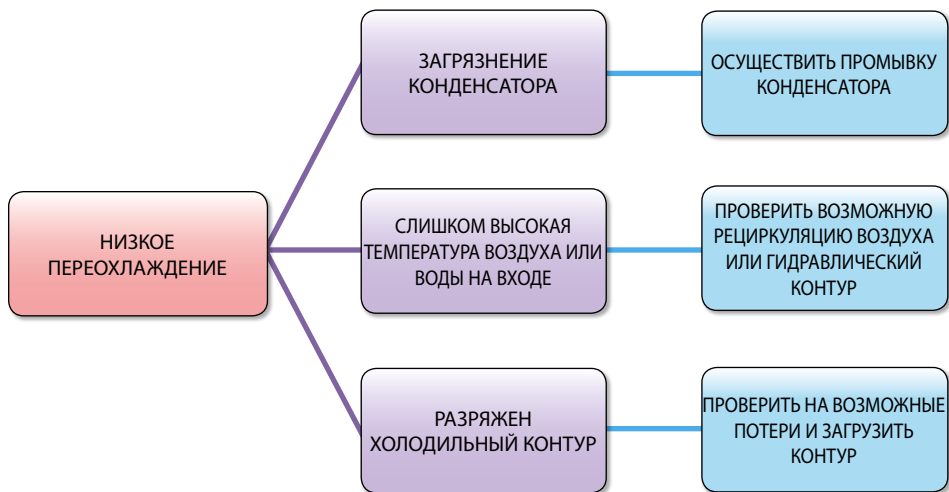 НИЗКОЕ
ПЕРЕОХЛАЖДЕНИЕ
ЗАГРЯЗНЕНИЕ
КОНДЕНСАТОРА
ОСУЩЕСТВИТЬ ПРОМЫВКУ
КОНДЕНСАТОРА
СЛИШКОМ ВЫСОКАЯ
ТЕМПЕРАТУРА ВОЗДУХА ИЛИ
ВОДЫ НА ВХОДЕ
ПРОВЕРИТЬ ВОЗМОЖНУЮ
РЕЦИРКУЛЯЦИЮ ВОЗДУХА
ИЛИ ГИДРАВЛИЧЕСКИЙ
КОНТУР
РАЗРЯЖЕН
ХОЛОДИЛЬНЫЙ КОНТУР
ПРОВЕРИТЬ НА ВОЗМОЖНЫЕ
ПОТЕРИ И ЗАГРУЗИТЬ
КОНТУР